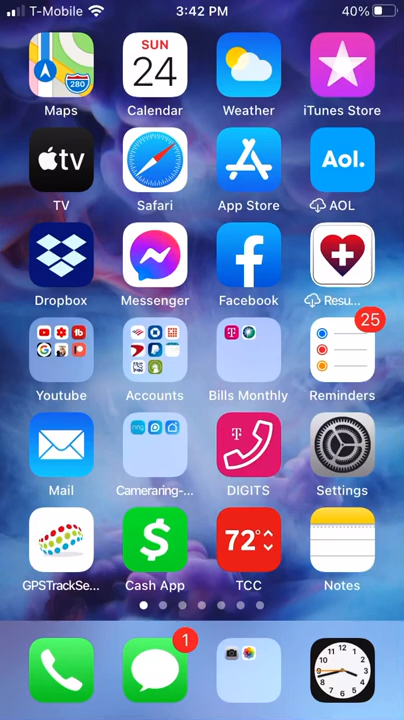 T-Mobile 3:42 PM 40%
SUN
24
280
Maps Calendar Weather iTunes Store
tv
Aol.
TV Safari App Store AOL
Dropbox Messenger Facebook Resu...
25
Youtube Accounts Bills Monthly Reminders
T
ring
Mail Cameraring-... DIGITS Settings
$
72°
GPSTrackSe... Cash App TCC Notes
1